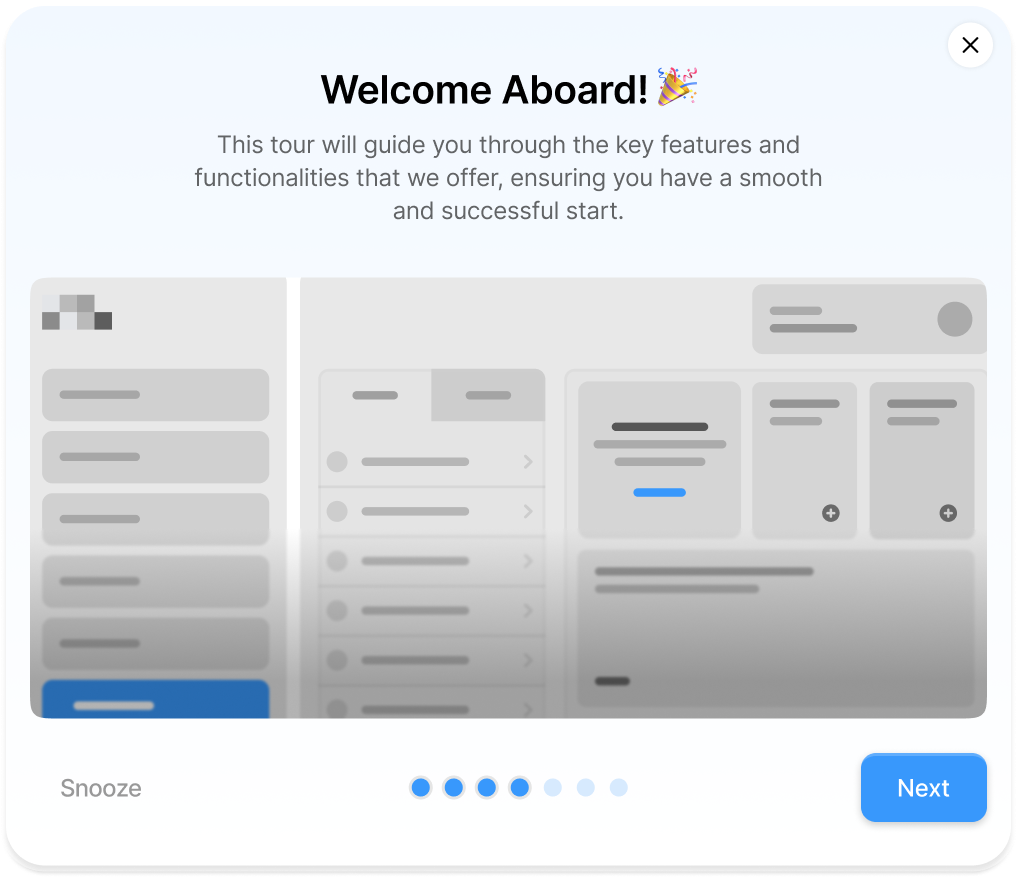 Welcome Aboard! 🎉
This tour will guide you through the key features and
functionalities that we offer, ensuring you have a smooth
and successful start.
Snooze
Next